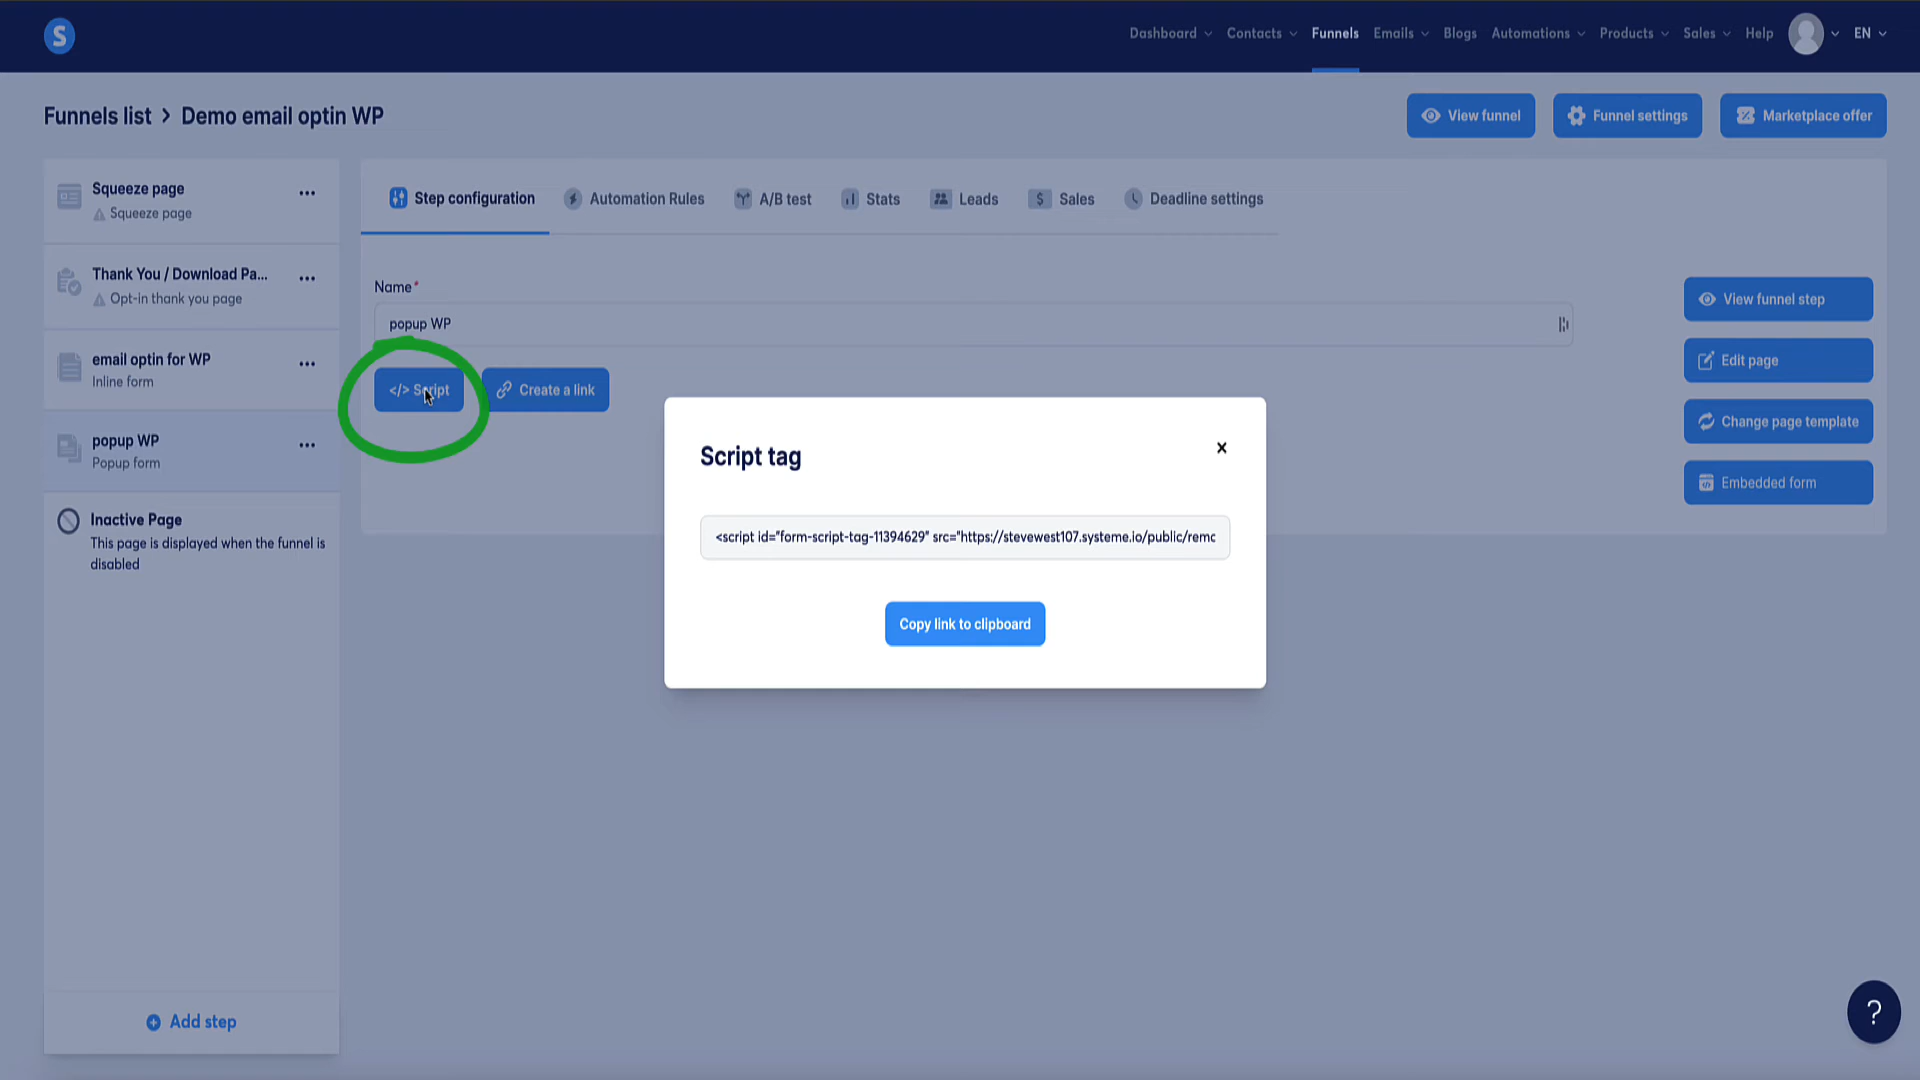 S
Dashboard
Contacts
Funnels
Emails
Blogs
Automations
Products
Sales
Help
EN
Funnels list > Demo email optin WP
View funnel
Funnel settings
Marketplace offer
Squeeze page
Squeeze page
Thank You / Download Pa...
Opt-in thank you page
email optin for WP
Inline form
popup WP
Popup form
Inactive Page
This page is displayed when the funnel is
disabled
Add step
Step configuration
Automation Rules
A/B test
Stats
Leads
Sales
Deadline settings
Name*
popup WP
</> Script
Create a link
View funnel step
Edit page
Change page template
Embedded form
Script tag
<script id="form-script-tag-11394629" src="https://stevewest107.systeme.io/public/remo
Copy link to clipboard
?